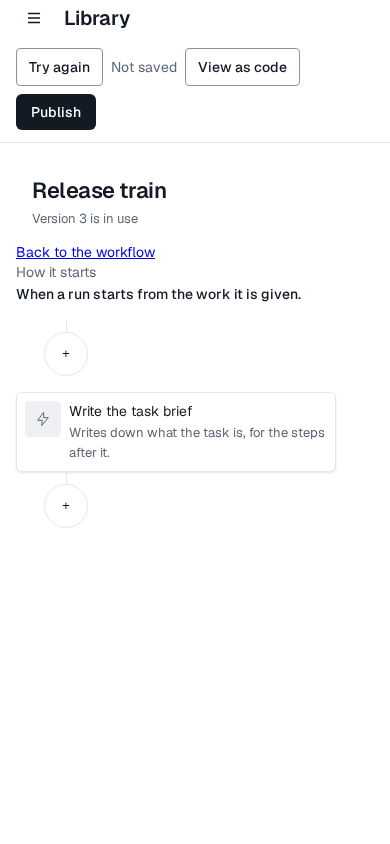 Library
Try again
Not saved
View as code
Publish
Release train
Version 3 is in use
Back to the workflow
How it starts
When a run starts from the work it is given.
+
Write the task brief
Writes down what the task is, for the steps
after it.
+